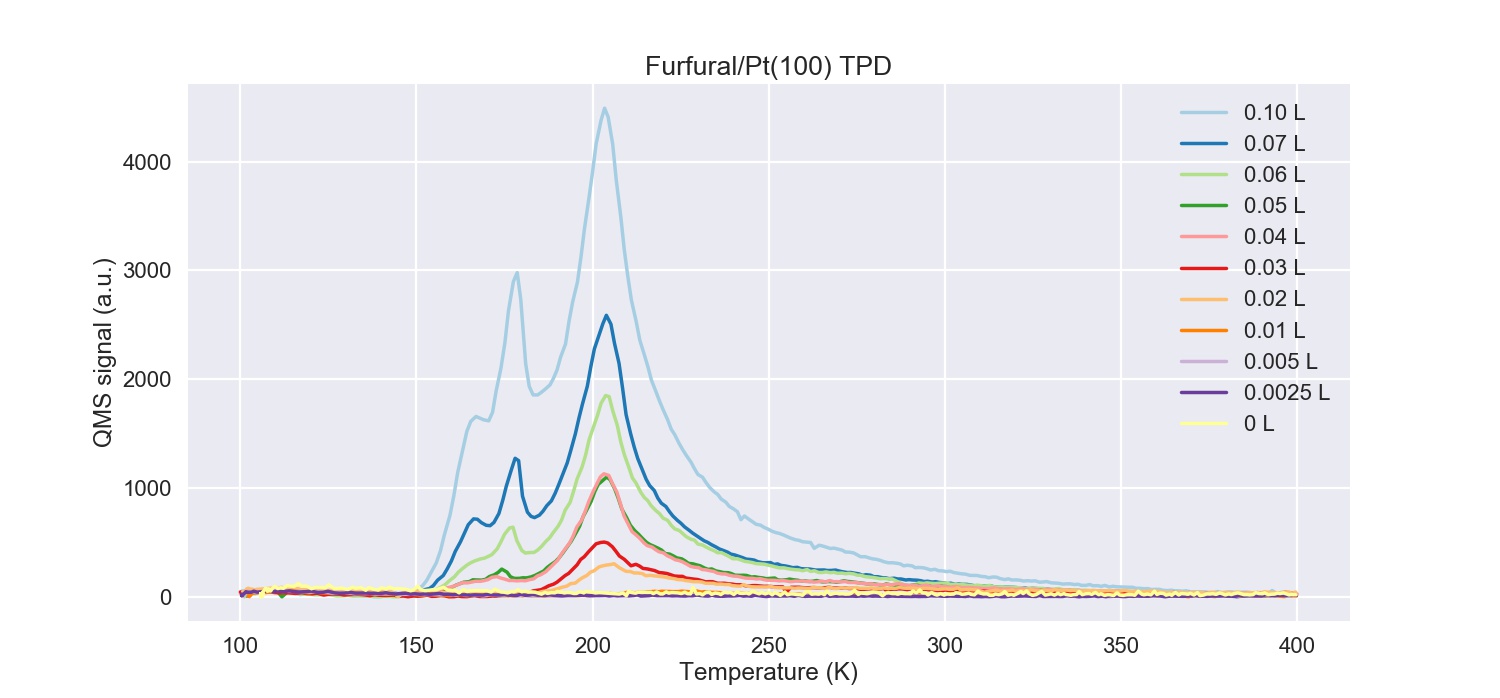 Furfural/Pt(100) TPD
QMS signal (a.u.)
4000
3000
2000
1000
0
100
150
200
250
300
350
400
Temperature (K)
0.10 L
0.07 L
0.06 L
0.05 L
0.04 L
0.03 L
0.02 L
0.01 L
0.005 L
0.0025 L
0 L